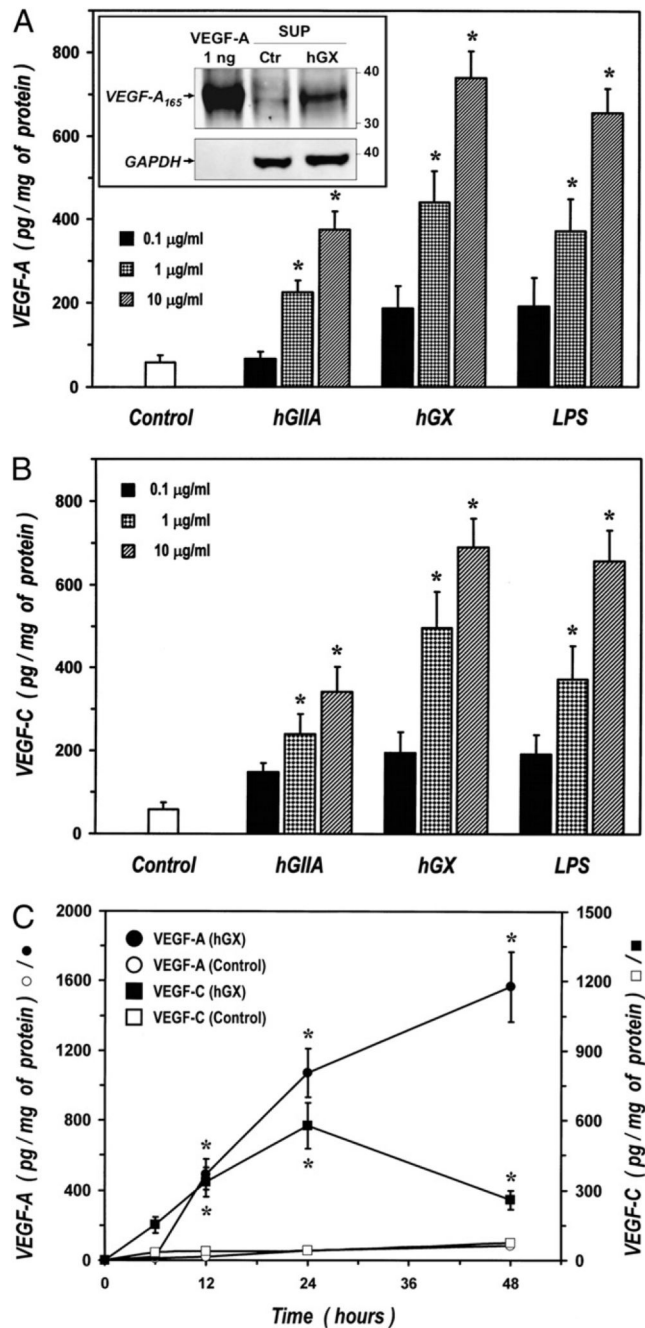 A
800
600
400
200
0
VEGF-A ( pg / mg of protein )
VEGF-A SUP
1 ng Ctr hGX
VEGF-A165
40
30
GAPDH
40
0.1 μg/ml
1 μg/ml
10 μg/ml
* * * * * *
Control hGIIA hGX LPS
B
800
600
400
200
0
VEGF-C ( pg / mg of protein )
0.1 μg/ml
1 μg/ml
10 μg/ml
* * * * * *
Control hGIIA hGX LPS
C
2000
1600
1200
800
400
0
VEGF-A ( pg / mg of protein ) ○ / ●
VEGF-A (hGX)
VEGF-A (Control)
VEGF-C (hGX)
VEGF-C (Control)
* * * * * *
1500
1200
900
600
300
0
VEGF-C ( pg / mg of protein ) □ / ■
0 12 24 36 48
Time ( hours )